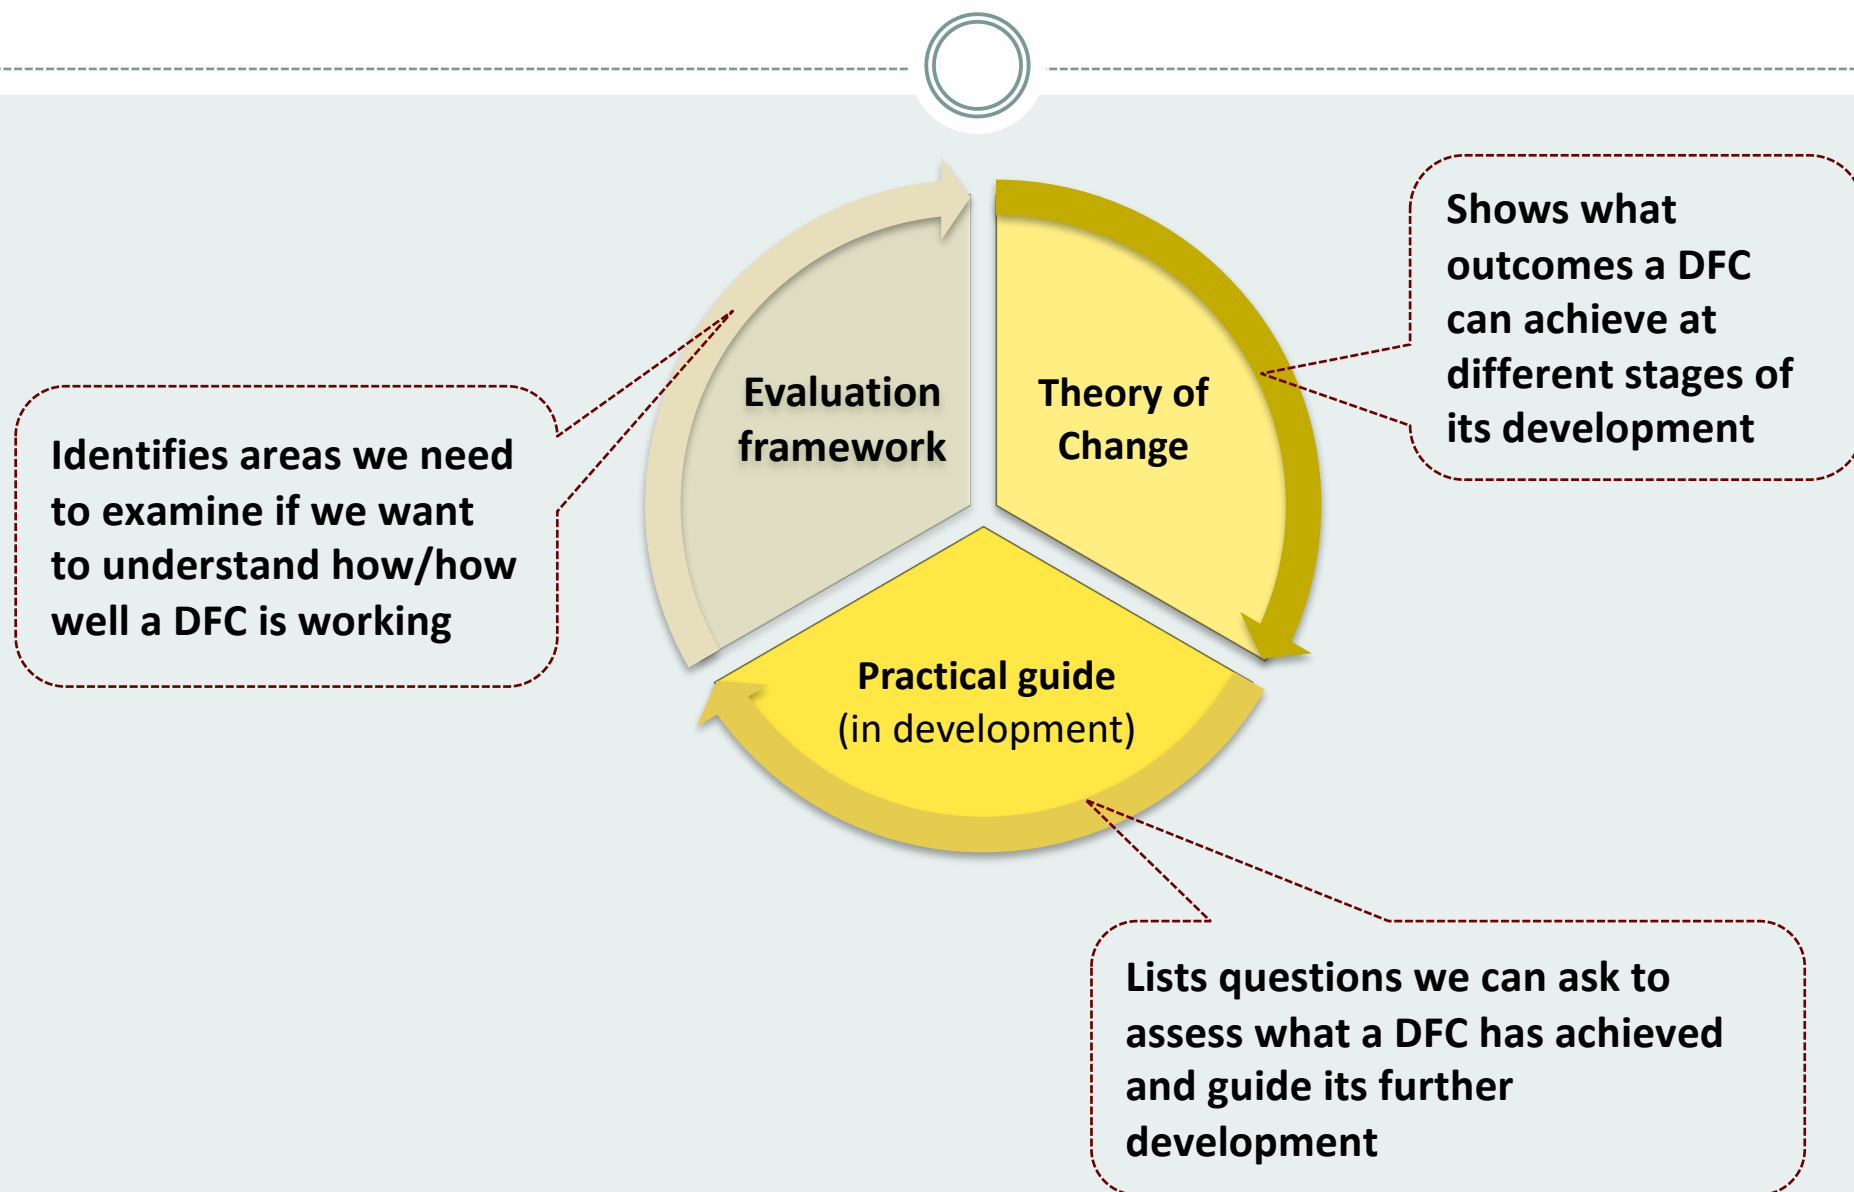 Evaluation
framework
Theory of
Change
Practical guide
(in development)
Shows what
outcomes a DFC
can achieve at
different stages of
its development
Identifies areas we need
to examine if we want
to understand how/how
well a DFC is working
Lists questions we can ask to
assess what a DFC has achieved
and guide its further
development